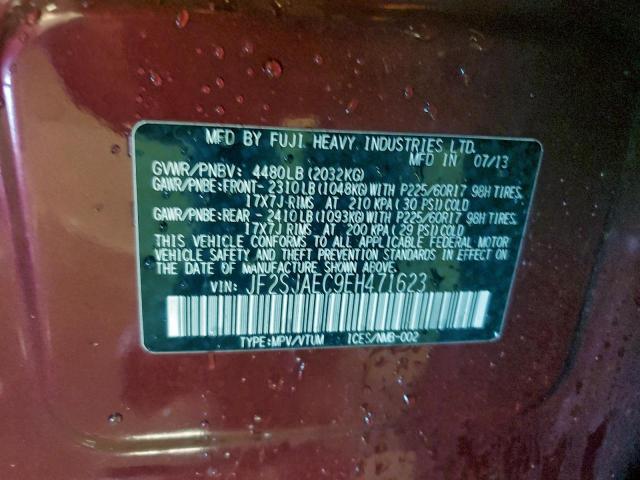 MFD BY FUJI HEAVY INDUSTRIES LTD.
MFD IN 07/13
GVWR/PNBV: 4480LB (2032KG)
GAWR/PNBE:FRONT- 2310LB (1048KG) WITH P225/60R17 98H TIRES,
17X7J RIMS AT 210 KPA ( 30 PSI) COLD
GAWR/PNBE:REAR - 2410LB (1093KG) WITH P225/60R17 98H TIRES,
17X7J RIMS AT 200 KPA ( 29 PSI) COLD
THIS VEHICLE CONFORMS TO ALL APPLICABLE FEDERAL MOTOR
VEHICLE SAFETY AND THEFT PREVENTION STANDARDS IN EFFECT
ON THE DATE OF MANUFACTURE SHOWN ABOVE.
VIN: JF2SJAEC9EH471623
TYPE:MPV/VTUM ICES/NMB-002